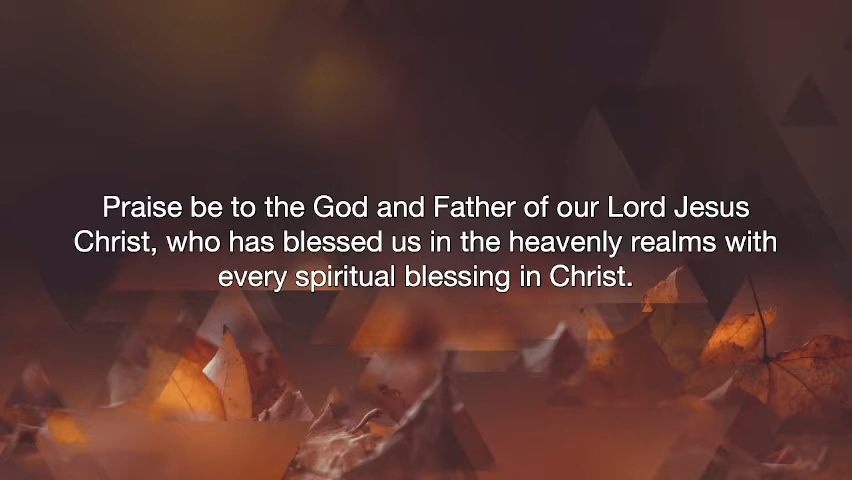 Praise be to the God and Father of our Lord Jesus
Christ, who has blessed us in the heavenly realms with
every spiritual blessing in Christ.